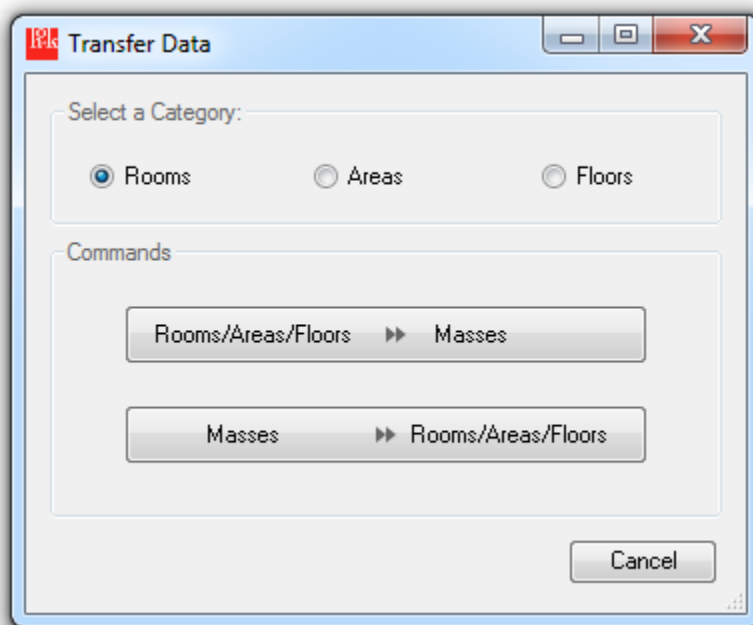 Transfer Data
Select a Category:
Rooms Areas Floors
Commands
Rooms/Areas/Floors Masses
Masses Rooms/Areas/Floors
Cancel